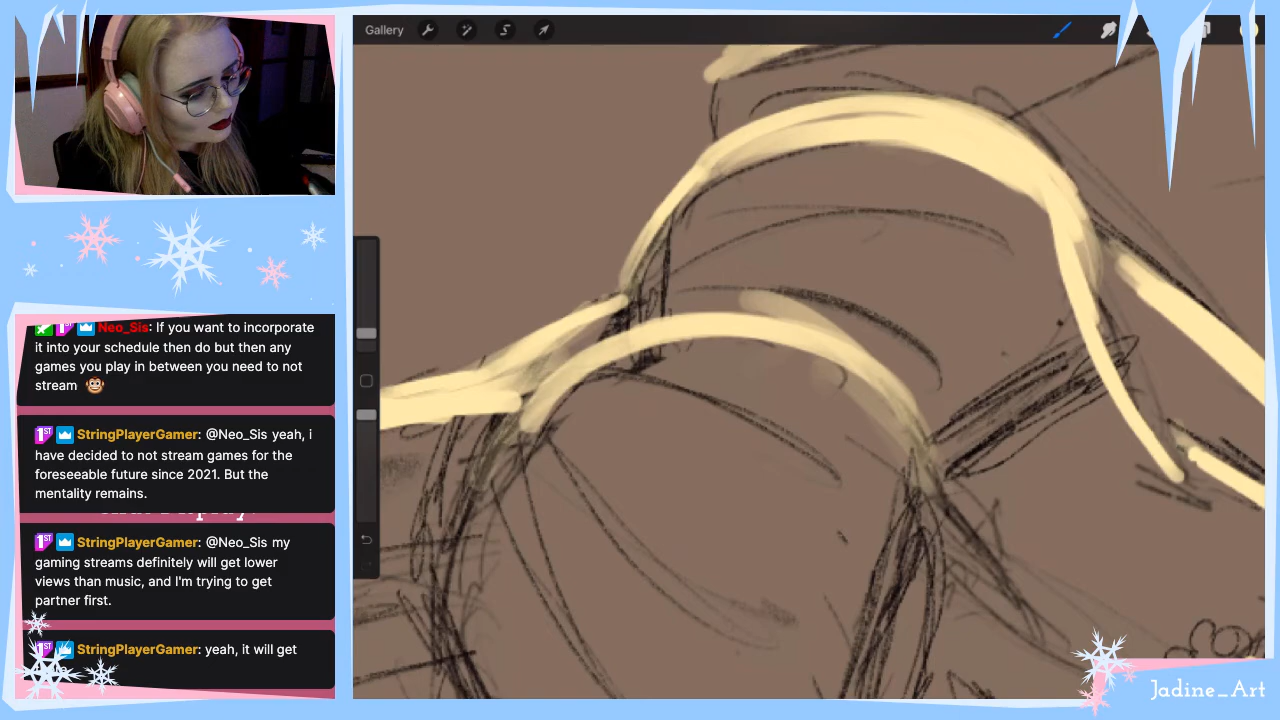 Gallery
Neo_Sis: If you want to incorporate
it into your schedule then do but then any
games you play in between you need to not
stream
1ST StringPlayerGamer: @Neo_Sis yeah, i
have decided to not stream games for the
foreseeable future since 2021. But the
mentality remains.
1ST StringPlayerGamer: @Neo_Sis my
gaming streams definitely will get lower
views than music, and I'm trying to get
partner first.
StringPlayerGamer: yeah, it will get
Jadine_Art